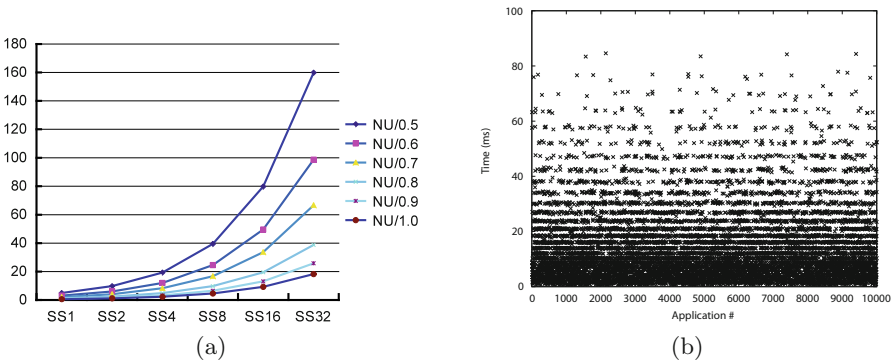 180
160
140
120
100
80
60
40
20
0
SS1 SS2 SS4 SS8 SS16 SS32
NU/0.5
NU/0.6
NU/0.7
NU/0.8
NU/0.9
NU/1.0
(a)
100
80
60
40
20
0
Time (ms)
0 1000 2000 3000 4000 5000 6000 7000 8000 9000 10000
Application #
(b)